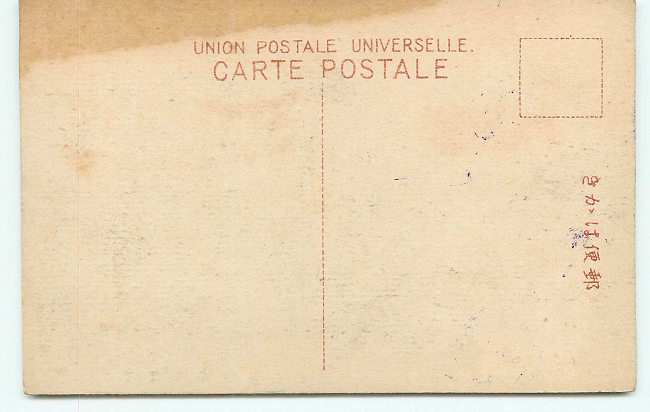 UNION POSTALE UNIVERSELLE.
CARTE POSTALE
郵便はかき